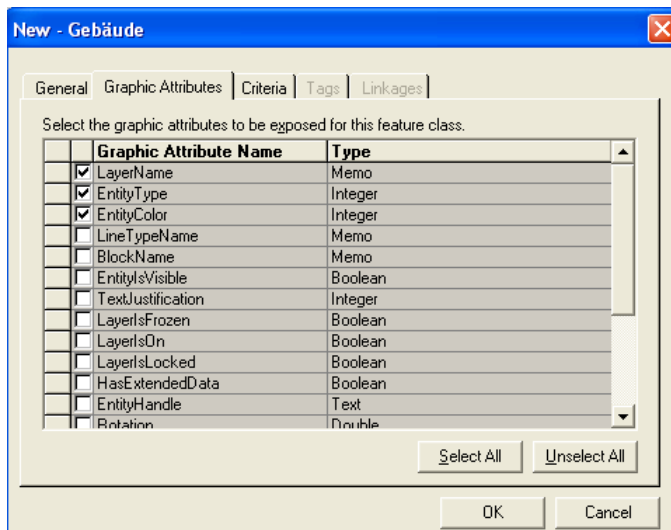 New - Gebäude
General Graphic Attributes Criteria Tags Linkages
Select the graphic attributes to be exposed for this feature class.
Graphic Attribute Name Type
LayerName Memo
EntityType Integer
EntityColor Integer
LineTypeName Memo
BlockName Memo
EntityIsVisible Boolean
TextJustification Integer
LayerIsFrozen Boolean
LayerIsOn Boolean
LayerIsLocked Boolean
HasExtendedData Boolean
EntityHandle Text
Rotation Double
Select All Unselect All
OK Cancel